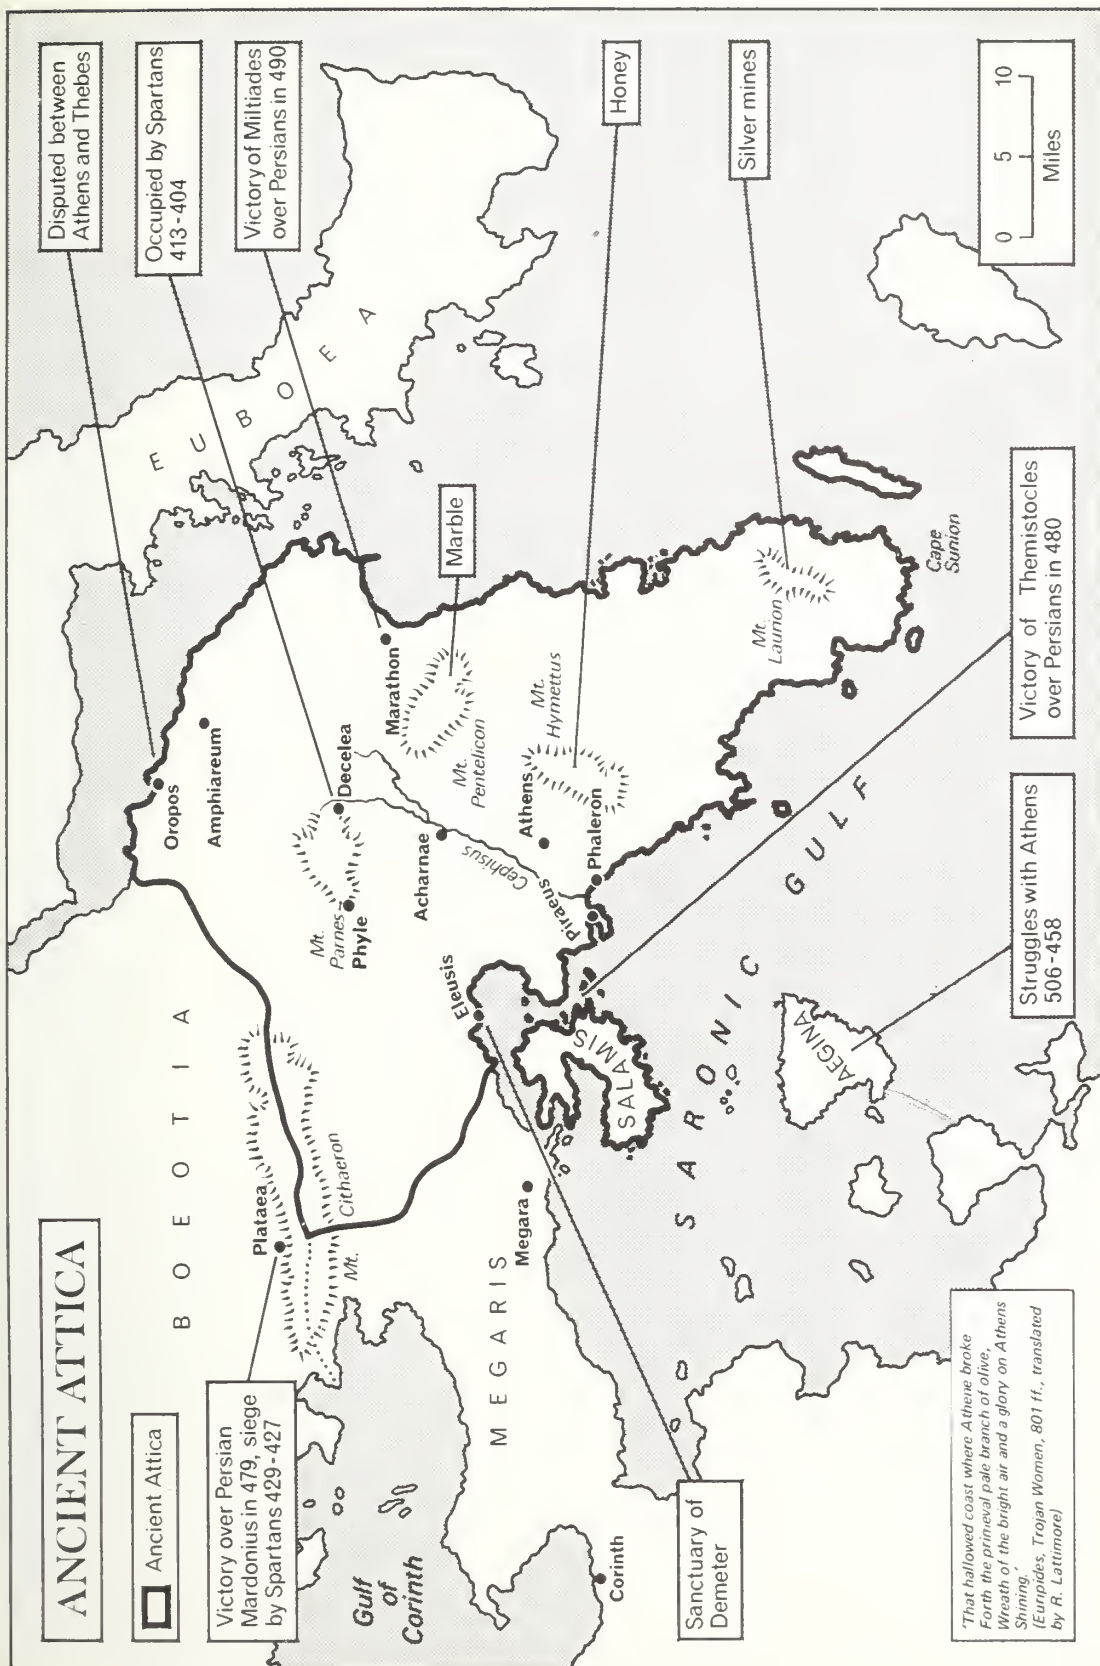 ANCIENT ATTICA
Ancient Attica
Victory over Persian
Mardonius in 479, siege
by Spartans 429-427
Disputed between
Athens and Thebes
Occupied by Spartans
413-404
Victory of Miltiades
over Persians in 490
Marble
Honey
Silver mines
Victory of Themistocles
over Persians in 480
Struggles with Athens
506-458
Sanctuary of
Demeter
0 5 10
Miles
BOEOTIA
EUBOEA
MEGARIS
Gulf
of
Corinth
SARONIC GULF
SALAMIS
AEGINA
Plataea
Mt. Cithaeron
Oropos
Amphiareum
Mt.
Parnes
Phyle
Decelea
Acharnae
Cephisus
Marathon
Mt.
Pentelicon
Athens
Mt.
Hymettus
Phaleron
Piraeus
Eleusis
Megara
Corinth
Mt.
Laurion
Cape
Sunion
'That hallowed coast where Athene broke
Forth the primeval pale branch of olive,
Wreath of the bright air and a glory on Athens
Shining.'
(Euripides, Trojan Women, 801 ff., translated
by R. Lattimore)